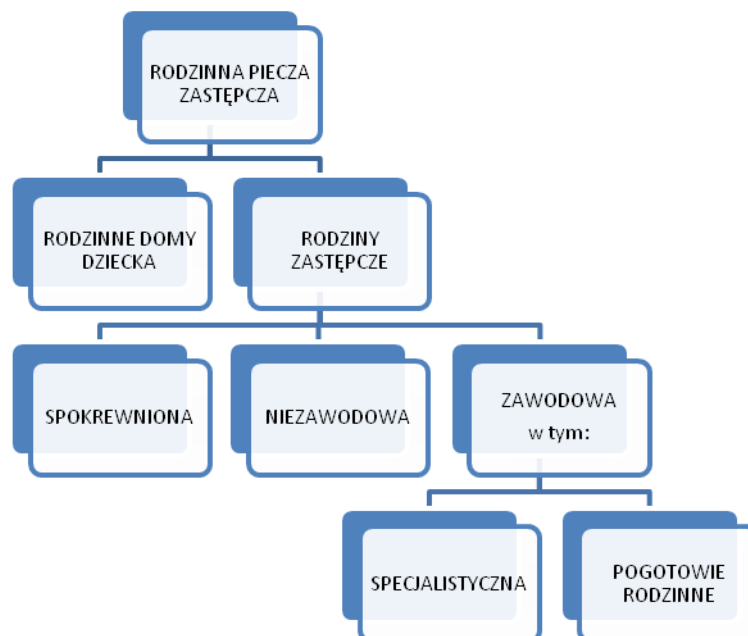 RODZINNA PIECZA
ZASTĘPCZA
RODZINNE DOMY
DZIECKA
RODZINY
ZASTĘPCZE
SPOKREWNIONA
NIEZAWODOWA
ZAWODOWA
w tym:
SPECJALISTYCZNA
POGOTOWIE
RODZINNE